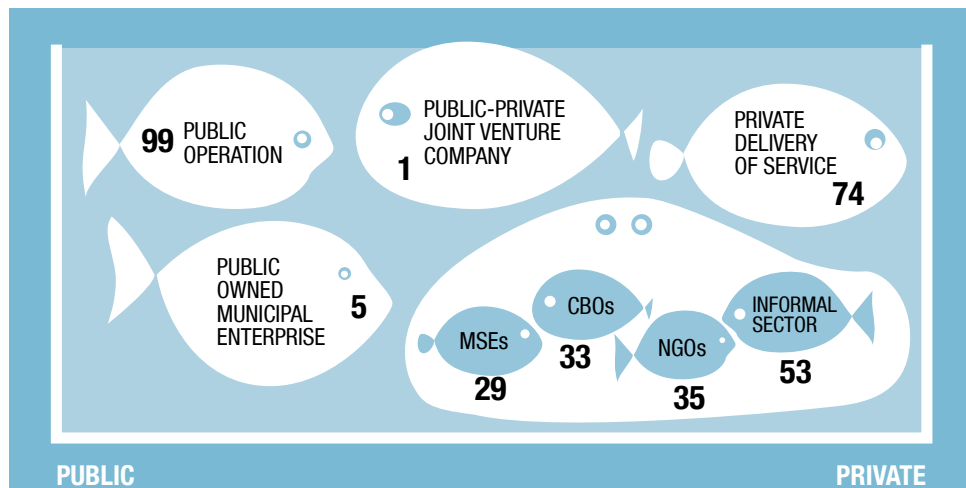 99 PUBLIC
OPERATION
PUBLIC-PRIVATE
JOINT VENTURE
COMPANY
1
PRIVATE
DELIVERY
OF SERVICE
74
PUBLIC
OWNED
MUNICIPAL
ENTERPRISE
5
MSEs
29
CBOs
33
NGOs
35
INFORMAL
SECTOR
53
PUBLIC
PRIVATE